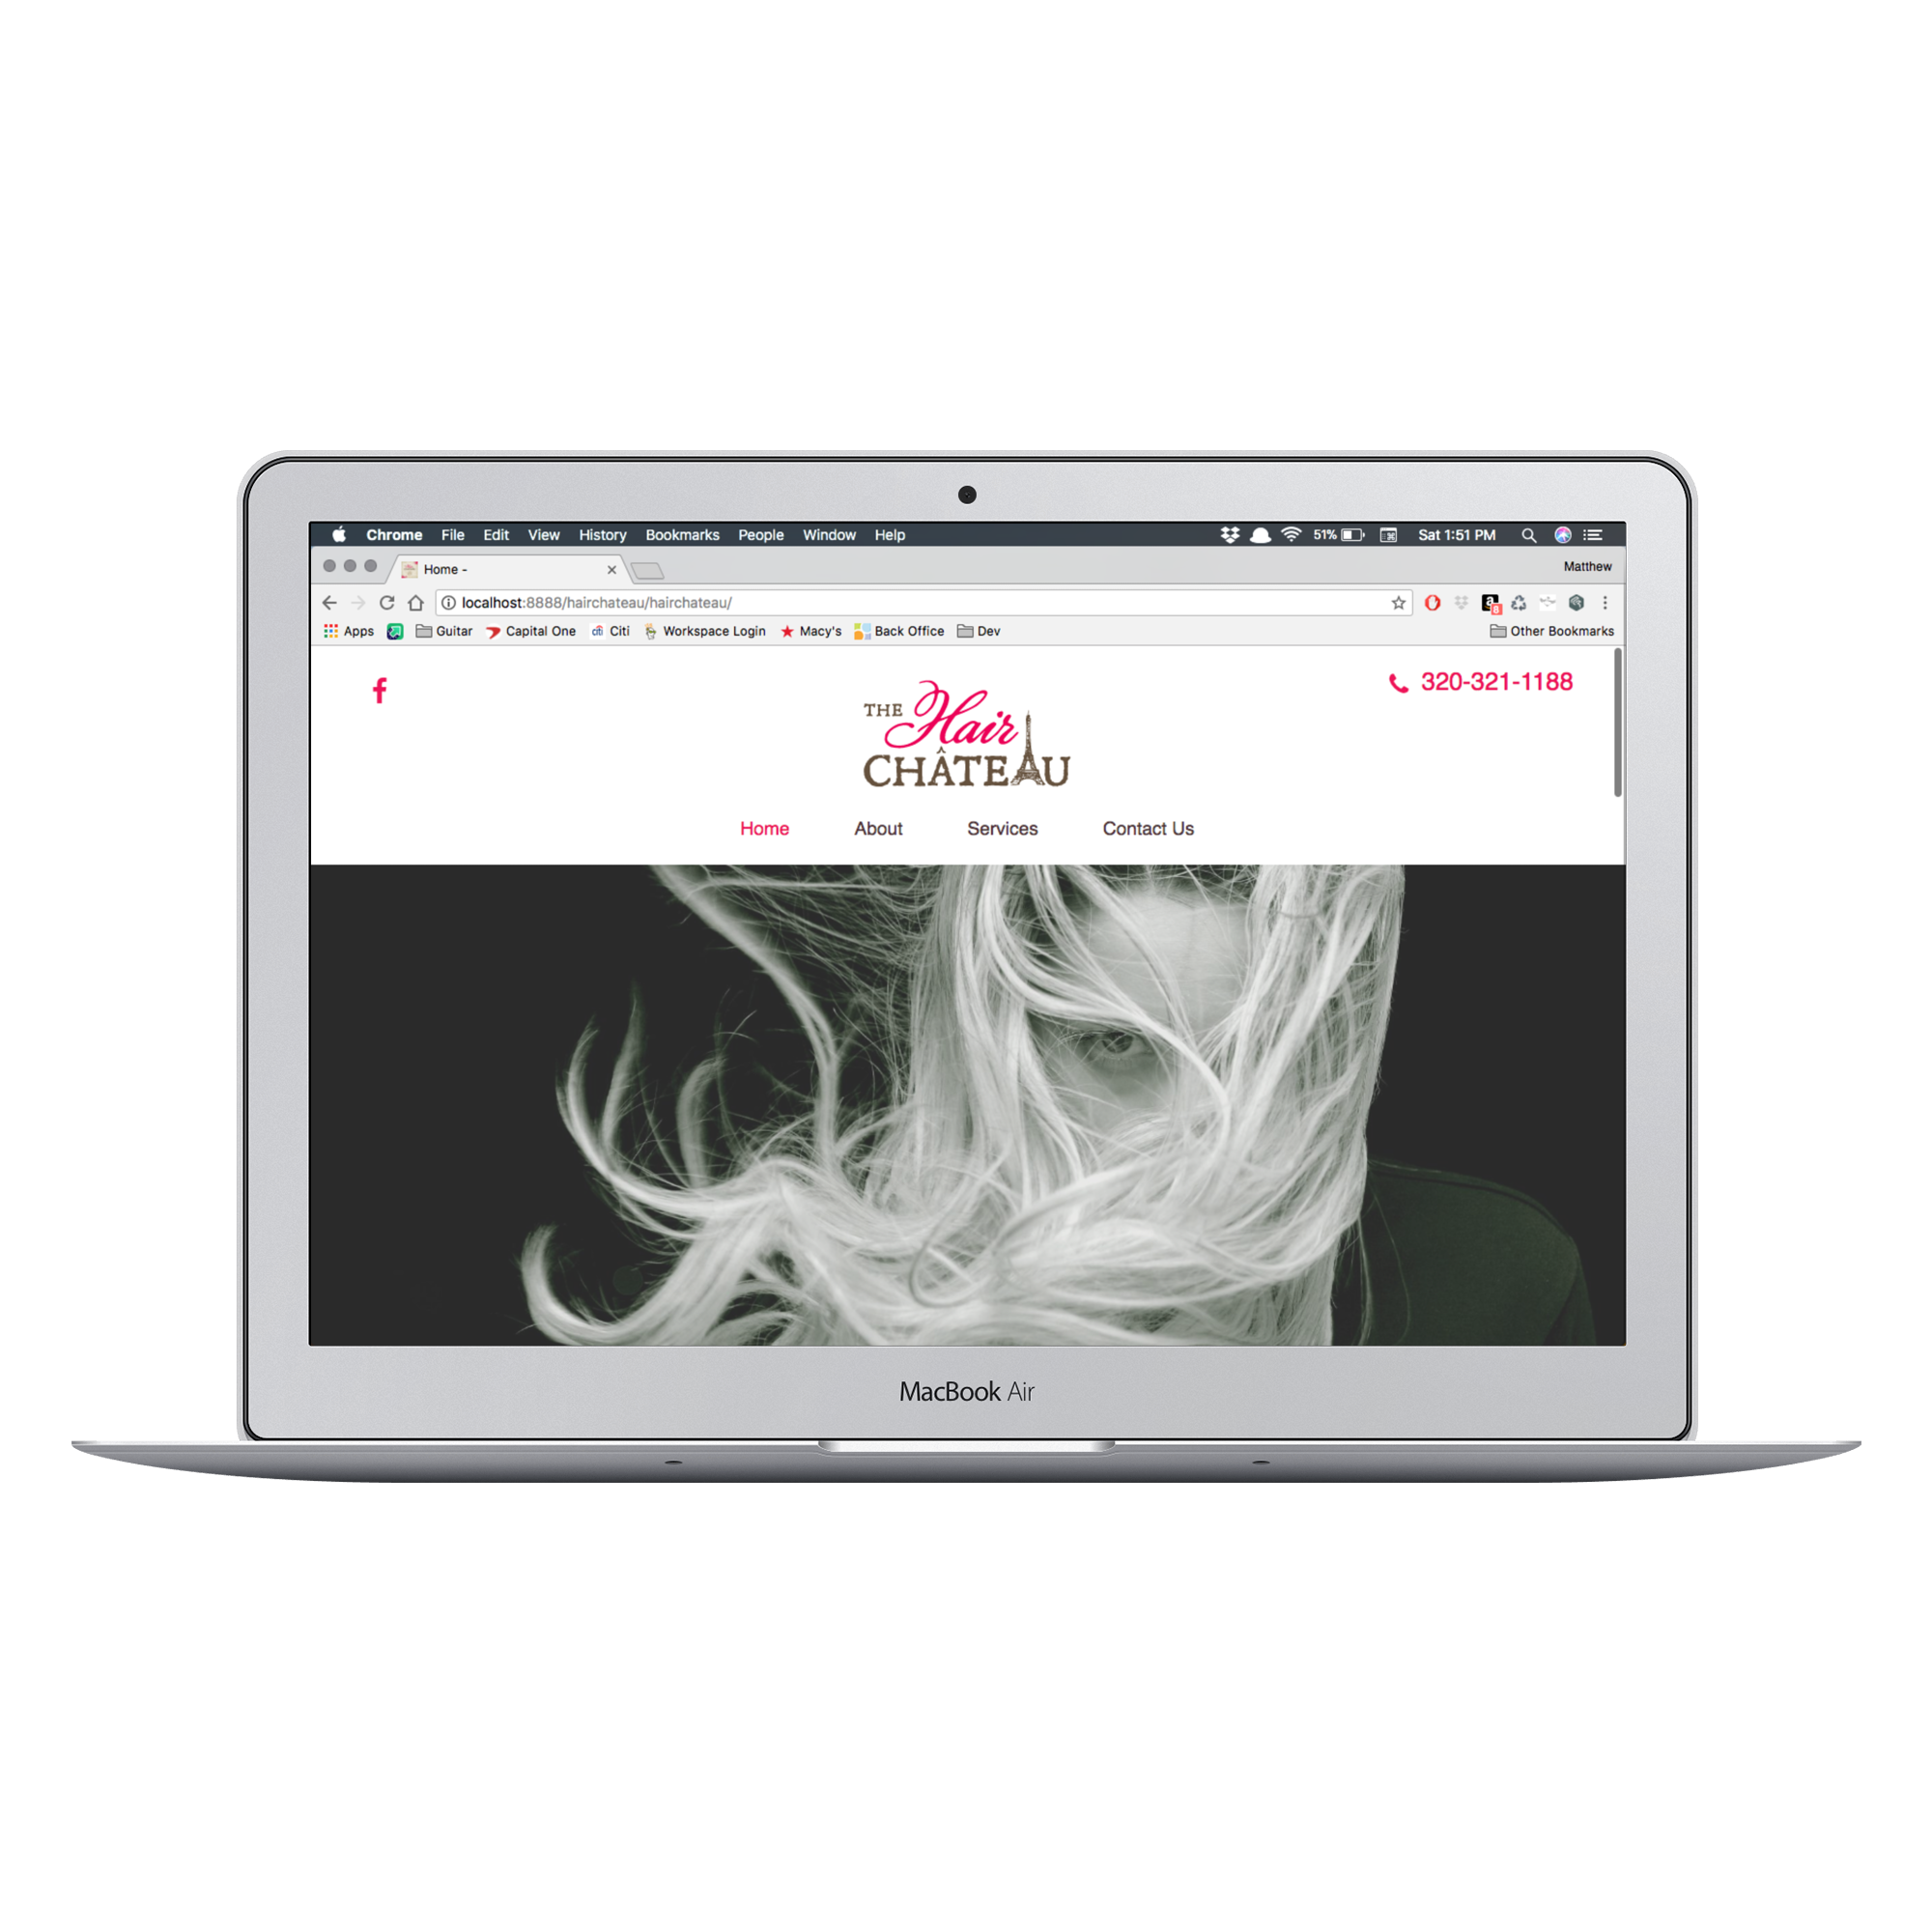 Chrome File Edit View History Bookmarks People Window Help 51% Sat 1:51 PM
Home - Matthew
localhost:8888/hairchateau/hairchateau/
Apps Guitar Capital One citi Citi Workspace Login Macy's Back Office Dev Other Bookmarks
320-321-1188
THE Hair
CHÂTEAU
Home About Services Contact Us
MacBook Air